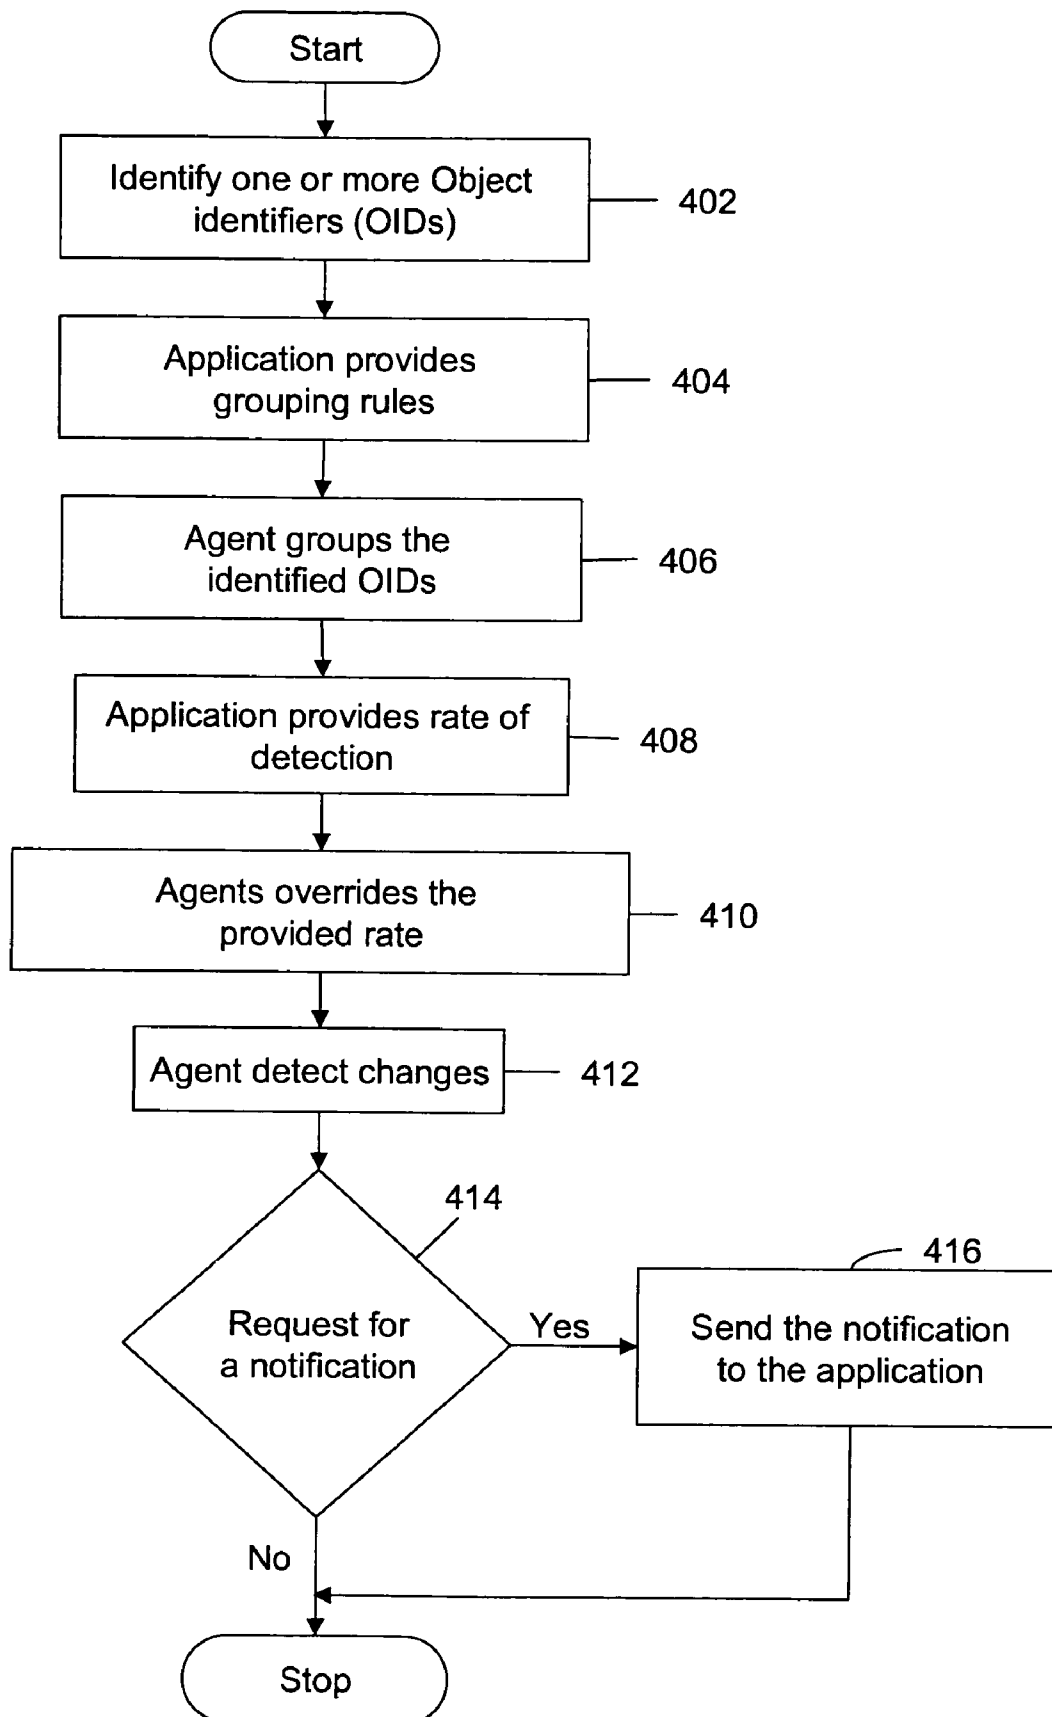 Start
Identify one or more Object
identifiers (OIDs)
402
Application provides
grouping rules
404
Agent groups the
identified OIDs
406
Application provides rate of
detection
408
Agents overrides the
provided rate
410
Agent detect changes
412
414
Request for
a notification
Yes
416
Send the notification
to the application
No
Stop